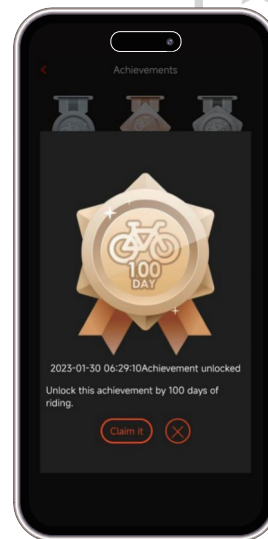 Achievements
100
DAY
2023-01-30 06:29:10Achievement unlocked
Unlock this achievement by 100 days of
riding.
Claim it